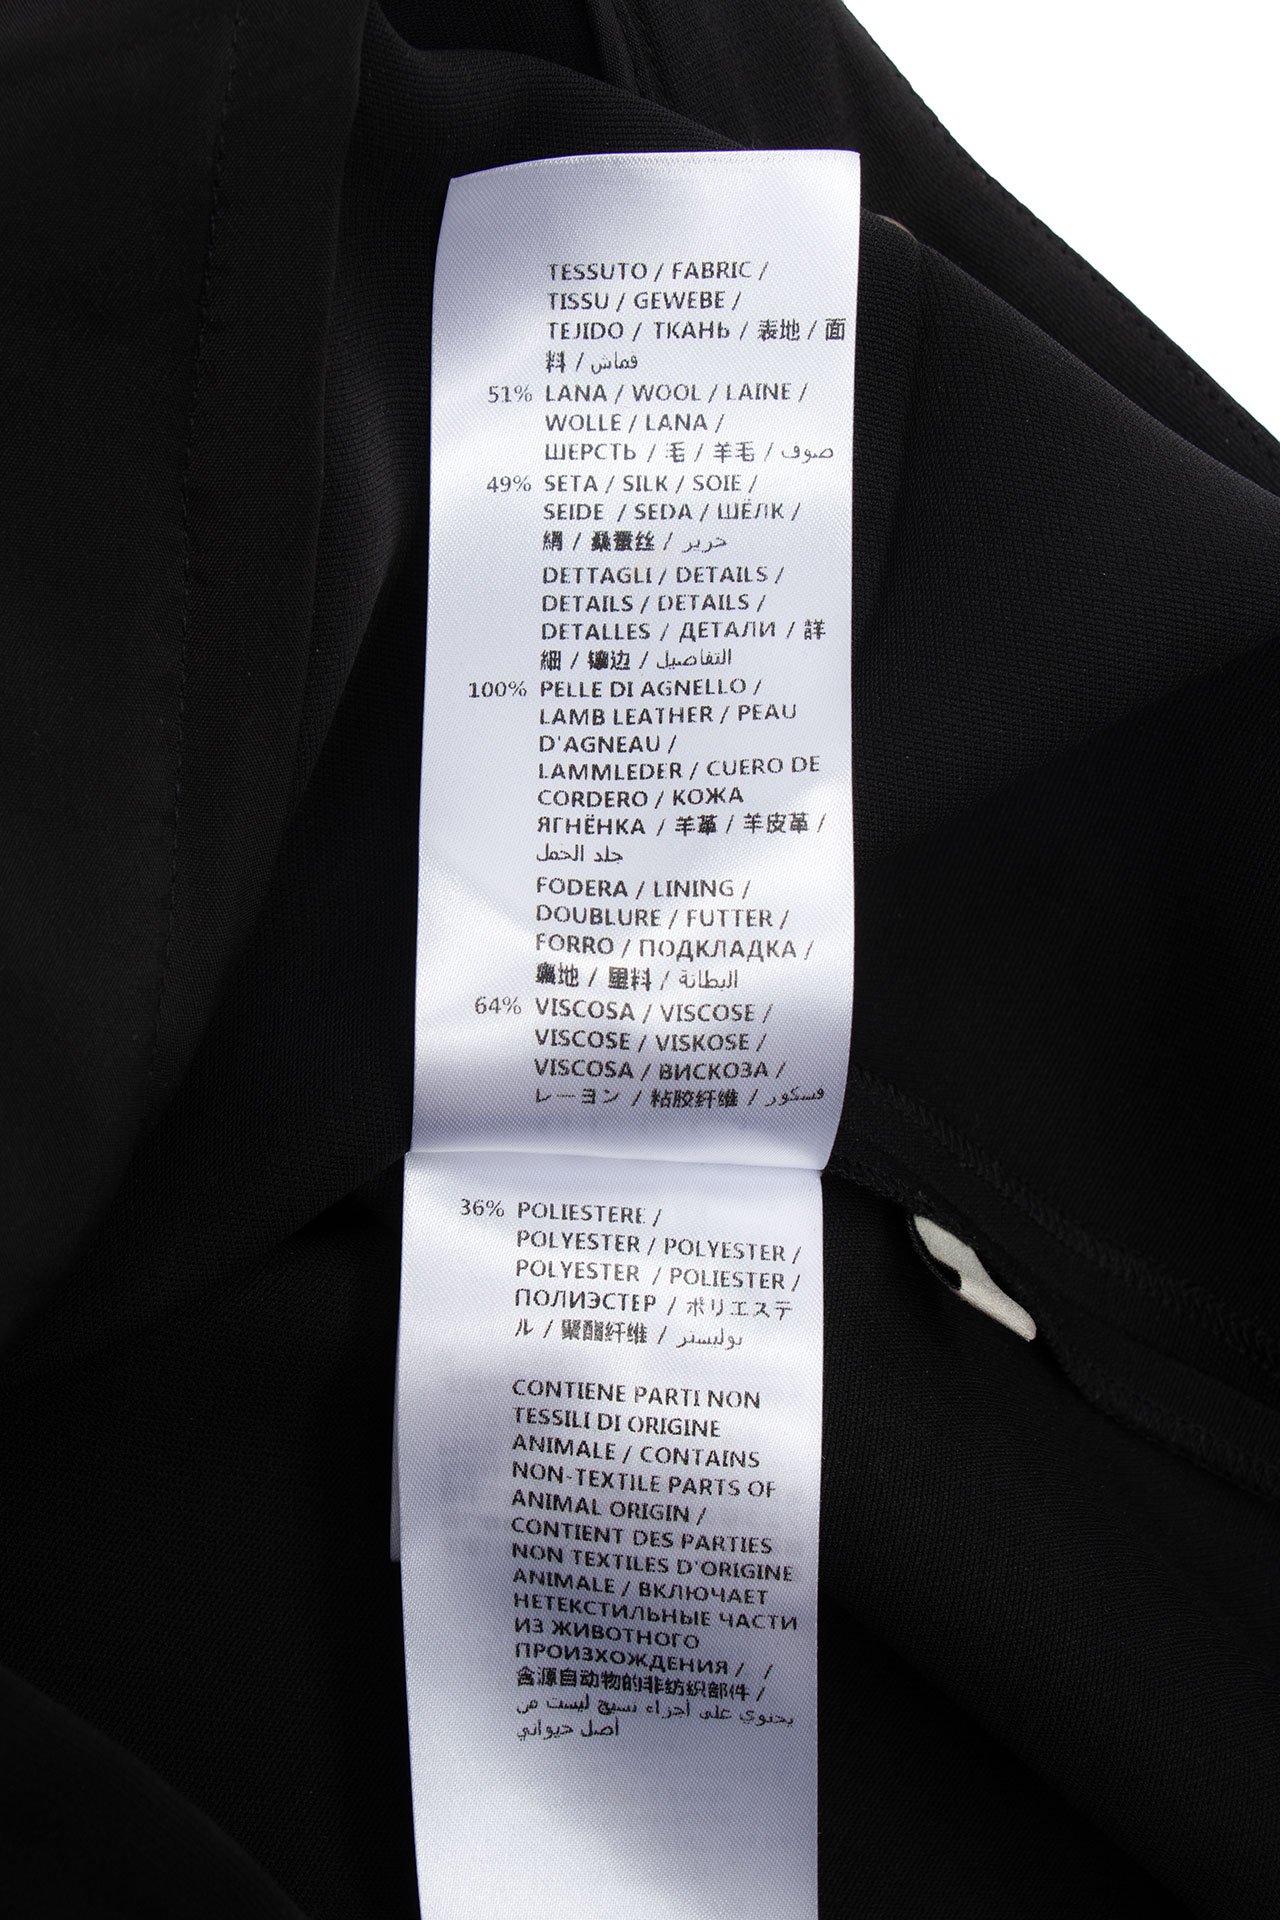 TESSUTO / FABRIC /
TISSU / GEWEBE /
TEJIDO / ТКАНЬ / 表地 / 面
料 / قماش
51% LANA / WOOL / LAINE /
WOLLE / LANA /
ШЕРСТЬ / 毛 / 羊毛 / صوف
49% SETA / SILK / SOIE /
SEIDE / SEDA / ШЁЛК /
絹 / 桑蚕丝 / حرير
DETTAGLI / DETAILS /
DETAILS / DETAILS /
DETALLES / ДЕТАЛИ / 詳
細 / 镶边 / التفاصيل
100% PELLE DI AGNELLO /
LAMB LEATHER / PEAU
D'AGNEAU /
LAMMLEDER / CUERO DE
CORDERO / КОЖА
ЯГНЁНКА / 羊革 / 羊皮革 /
جلد الحمل
FODERA / LINING /
DOUBLURE / FUTTER /
FORRO / ПОДКЛАДКА /
裏地 / 里料 / البطانة
64% VISCOSA / VISCOSE /
VISCOSE / VISKOSE /
VISCOSA / ВИСКОЗА /
レーヨン / 粘胶纤维 / فسكور
36% POLIESTERE /
POLYESTER / POLYESTER /
POLYESTER / POLIESTER /
ПОЛИЭСТЕР / ポリエステ
ル / 聚酯纤维 / بوليستر
CONTIENE PARTI NON
TESSILI DI ORIGINE
ANIMALE / CONTAINS
NON-TEXTILE PARTS OF
ANIMAL ORIGIN /
CONTIENT DES PARTIES
NON TEXTILES D'ORIGINE
ANIMALE / ВКЛЮЧАЕТ
НЕТЕКСТИЛЬНЫЕ ЧАСТИ
ИЗ ЖИВОТНОГО
ПРОИЗХОЖДЕНИЯ / /
含源自动物的非纺织部件 /
يحتوي على أجزاء نسيج ليست من
أصل حيواني